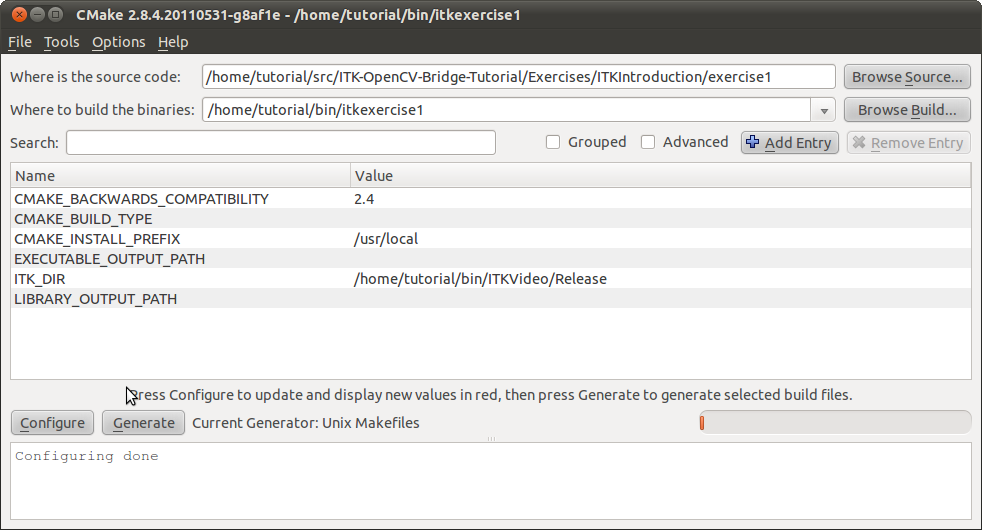 CMake 2.8.4.20110531-g8af1e - /home/tutorial/bin/itkexercise1
File Tools Options Help
Where is the source code: /home/tutorial/src/ITK-OpenCV-Bridge-Tutorial/Exercises/ITKIntroduction/exercise1 Browse Source...
Where to build the binaries: /home/tutorial/bin/itkexercise1 Browse Build...
Search: Grouped Advanced Add Entry Remove Entry
Name Value
CMAKE_BACKWARDS_COMPATIBILITY 2.4
CMAKE_BUILD_TYPE
CMAKE_INSTALL_PREFIX /usr/local
EXECUTABLE_OUTPUT_PATH
ITK_DIR /home/tutorial/bin/ITKVideo/Release
LIBRARY_OUTPUT_PATH
Press Configure to update and display new values in red, then press Generate to generate selected build files.
Configure Generate Current Generator: Unix Makefiles
Configuring done